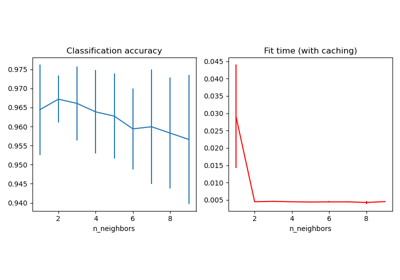 Classification accuracy
0.975
0.970
0.965
0.960
0.955
0.950
0.945
0.940
2 4 6 8
n_neighbors
Fit time (with caching)
0.045
0.040
0.035
0.030
0.025
0.020
0.015
0.010
0.005
2 4 6 8
n_neighbors